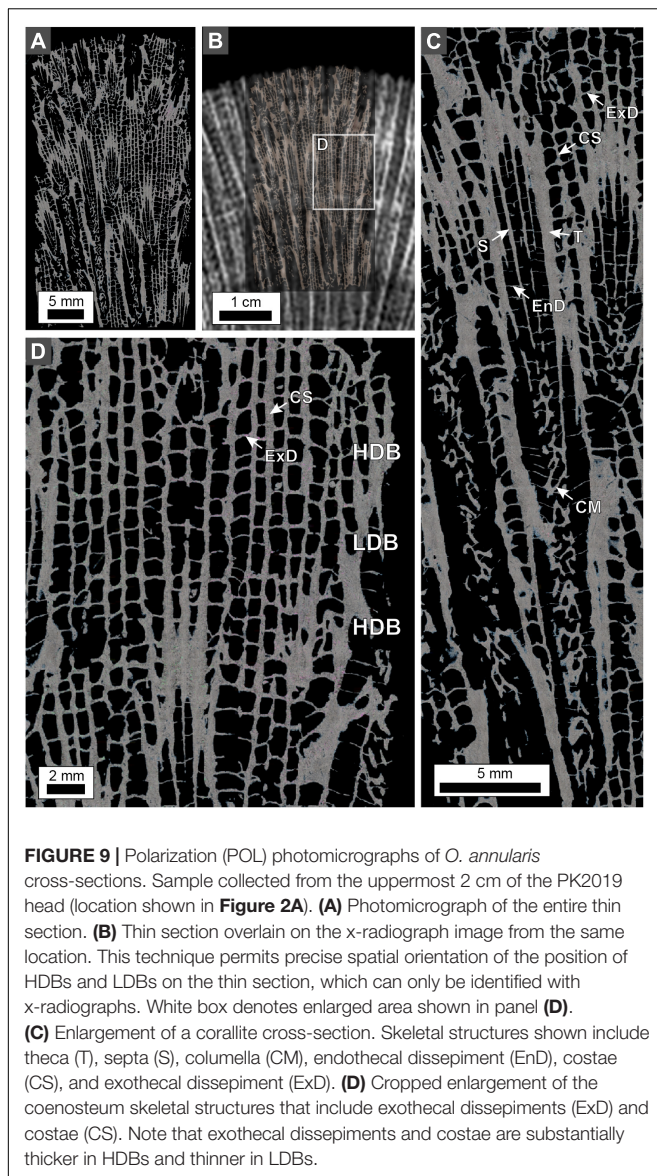 A
B
C
D
ExD
CS
S
T
EnD
CM
5 mm
1 cm
D
CS
ExD
HDB
LDB
HDB
2 mm
5 mm
FIGURE 9 | Polarization (POL) photomicrographs of O. annularis
cross-sections. Sample collected from the uppermost 2 cm of the PK2019
head (location shown in Figure 2A). (A) Photomicrograph of the entire thin
section. (B) Thin section overlain on the x-radiograph image from the same
location. This technique permits precise spatial orientation of the position of
HDBs and LDBs on the thin section, which can only be identified with
x-radiographs. White box denotes enlarged area shown in panel (D).
(C) Enlargement of a corallite cross-section. Skeletal structures shown include
theca (T), septa (S), columella (CM), endothecal dissepiment (EnD), costae
(CS), and exothecal dissepiment (ExD). (D) Cropped enlargement of the
coenosteum skeletal structures that include exothecal dissepiments (ExD) and
costae (CS). Note that exothecal dissepiments and costae are substantially
thicker in HDBs and thinner in LDBs.